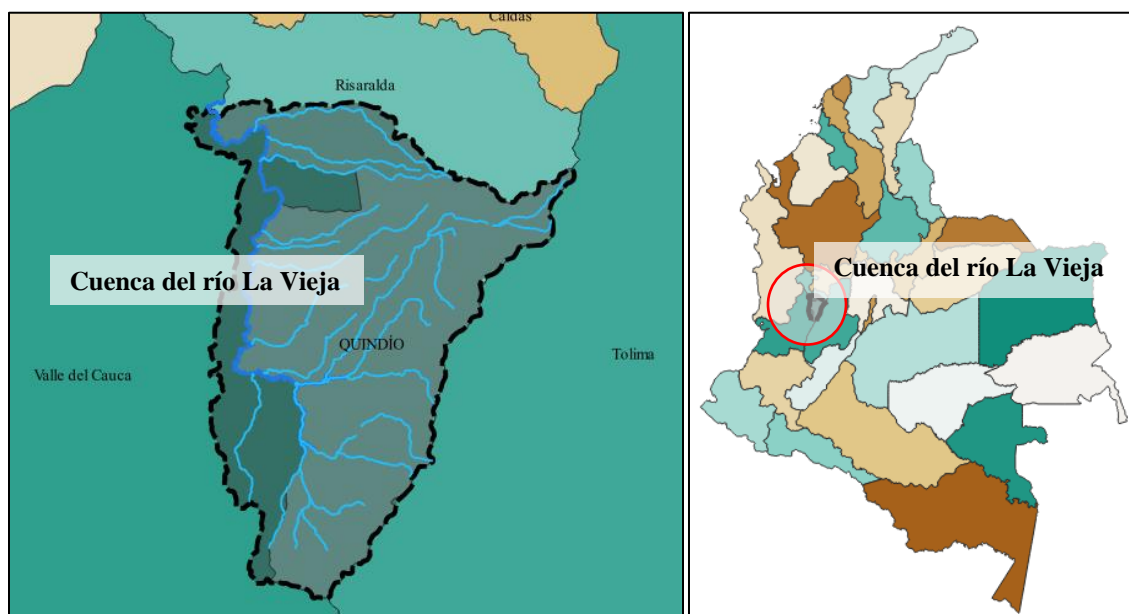 Caldas
Risaralda
Cuenca del río La Vieja
QUINDÍO
Tolima
Valle del Cauca
Cuenca del río La Vieja